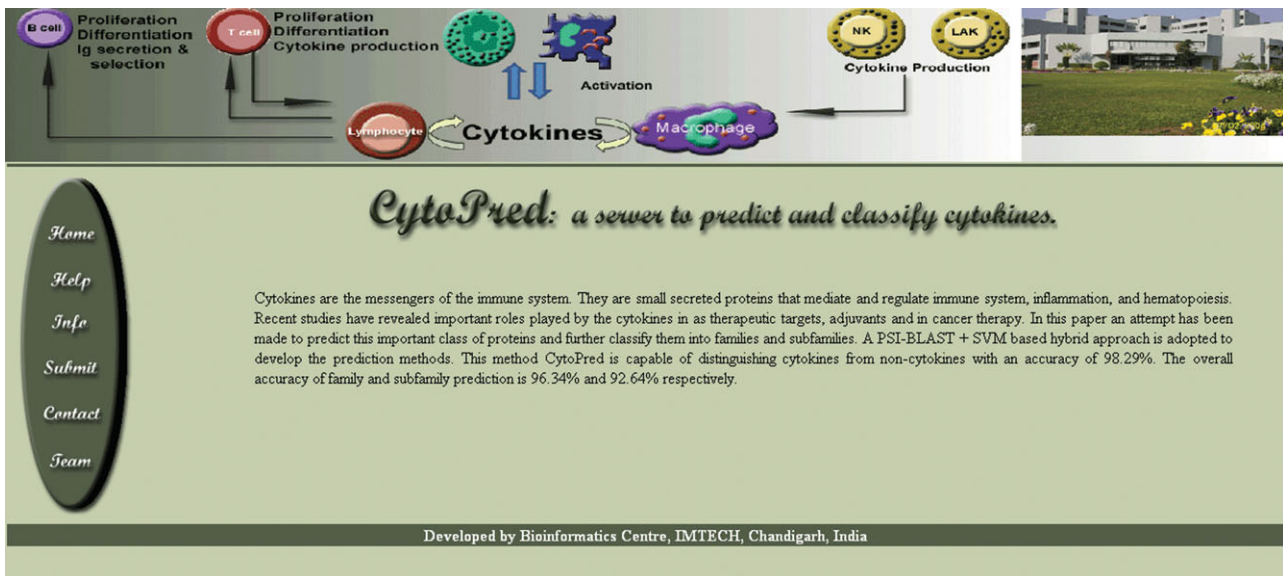 B cell
Proliferation
Differentiation
Ig secretion &
selection
T cell
Proliferation
Differentiation
Cytokine production
Activation
NK
LAK
Cytokine Production
Lymphocyte
Cytokines
Macrophage
CytoPred: a server to predict and classify cytokines.
Home
Help
Info
Submit
Contact
Team
Cytokines are the messengers of the immune system. They are small secreted proteins that mediate and regulate immune system, inflammation, and hematopoiesis.
Recent studies have revealed important roles played by the cytokines in as therapeutic targets, adjuvants and in cancer therapy. In this paper an attempt has been
made to predict this important class of proteins and further classify them into families and subfamilies. A PSI-BLAST + SVM based hybrid approach is adopted to
develop the prediction methods. This method CytoPred is capable of distinguishing cytokines from non-cytokines with an accuracy of 98.29%. The overall
accuracy of family and subfamily prediction is 96.34% and 92.64% respectively.
Developed by Bioinformatics Centre, IMTECH, Chandigarh, India